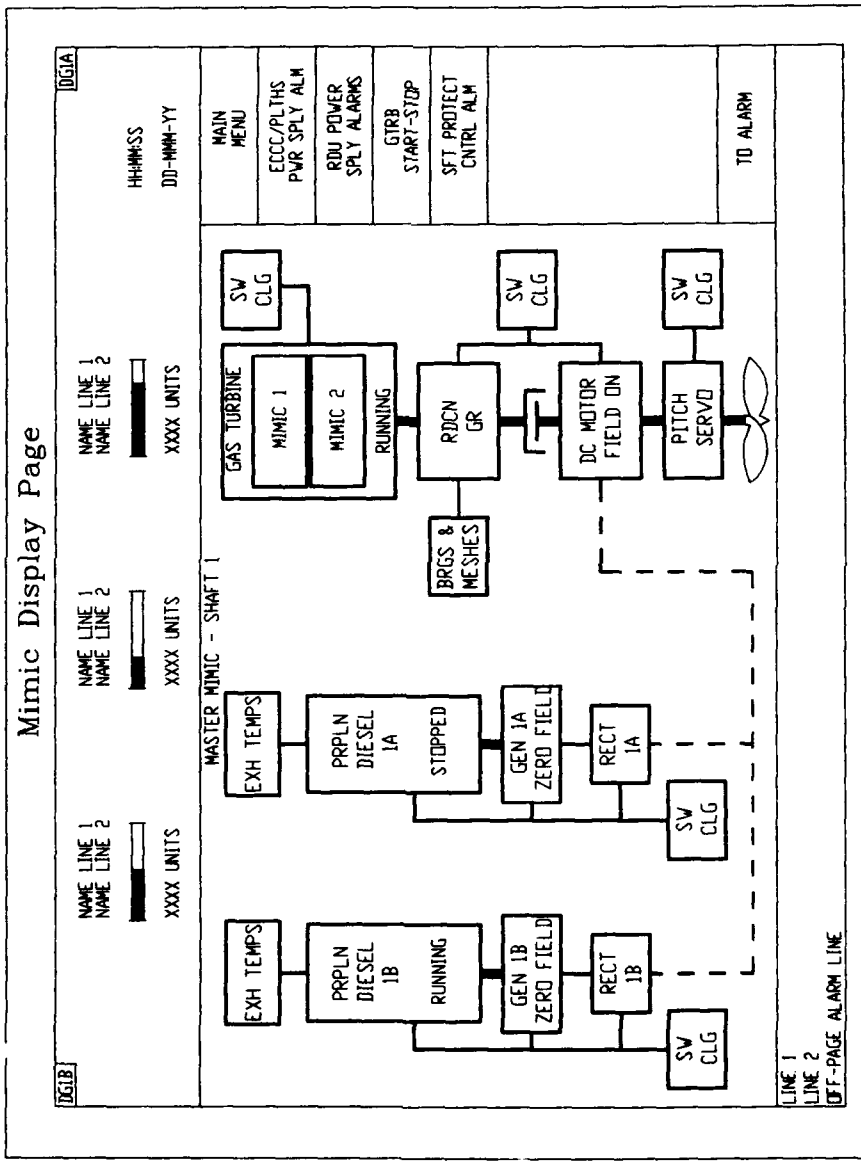 Mimic Display Page
DG1B
DG1A
NAME LINE 1
NAME LINE 2
XXXX UNITS
NAME LINE 1
NAME LINE 2
XXXX UNITS
NAME LINE 1
NAME LINE 2
XXXX UNITS
HH:MM:SS
DD-MMM-YY
MASTER MIMIC - SHAFT 1
EXH TEMPS
PRPLN
DIESEL
1B
RUNNING
GEN 1B
ZERO FIELD
RECT
1B
SW
CLG
EXH TEMPS
PRPLN
DIESEL
1A
STOPPED
GEN 1A
ZERO FIELD
RECT
1A
SW
CLG
GAS TURBINE
MIMIC 1
MIMIC 2
RUNNING
SW
CLG
BRGS &
MESHES
RDCN
GR
SW
CLG
DC MOTOR
FIELD ON
PITCH
SERVO
SW
CLG
MAIN
MENU
ECCC/PLTHS
PWR SPLY ALM
RDU POWER
SPLY ALARMS
GTRB
START-STOP
SFT PROTECT
CNTRL ALM
TO ALARM
LINE 1
LINE 2
OFF-PAGE ALARM LINE